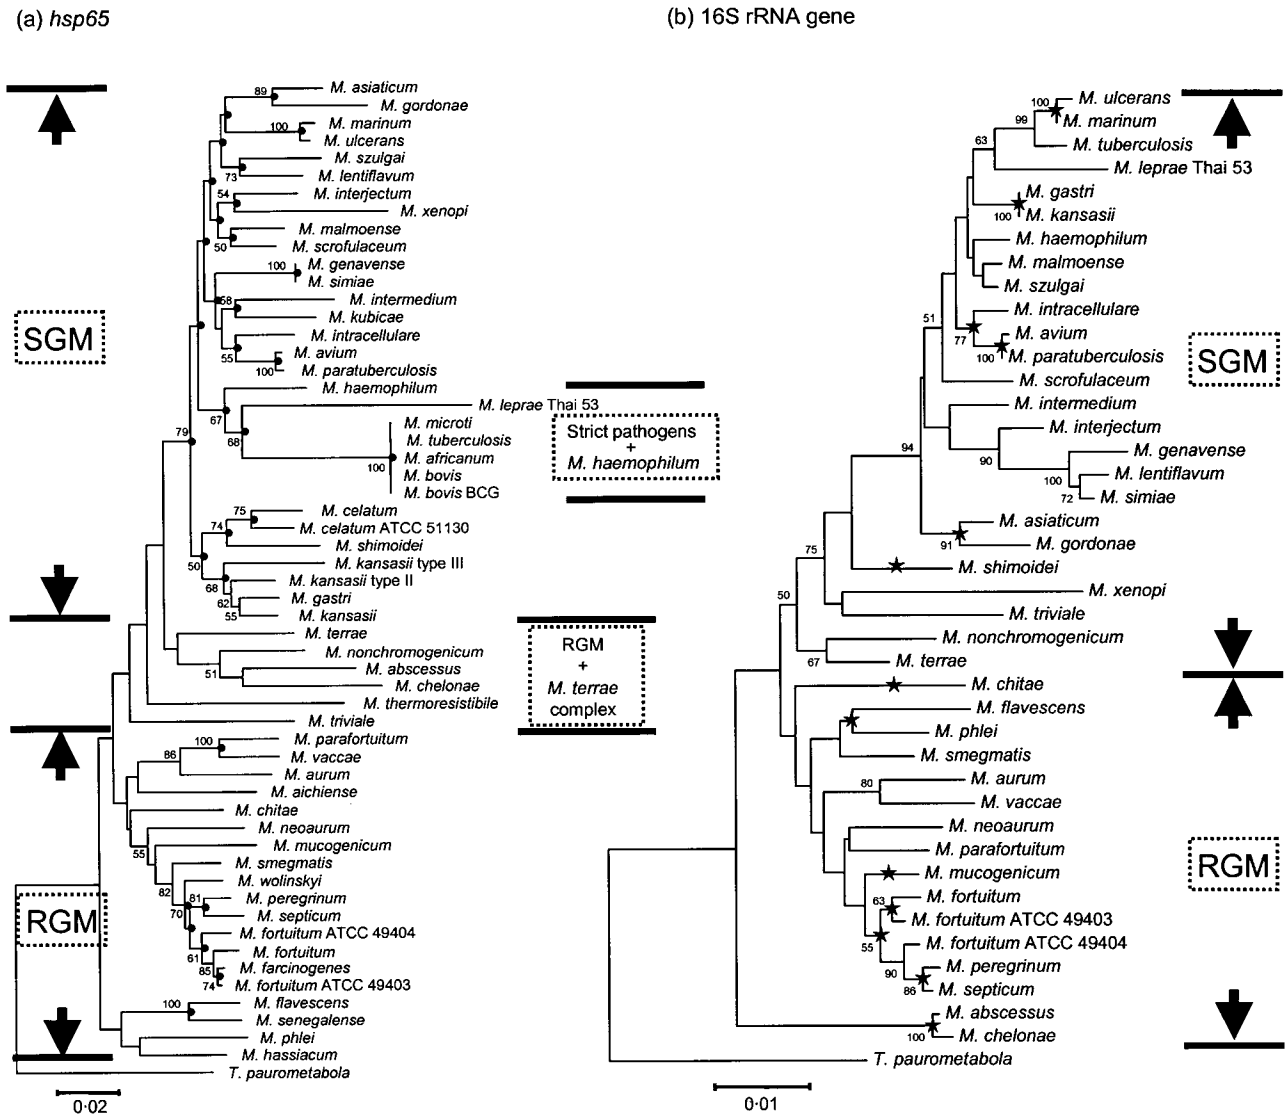 (a) hsp65
89
M. asiaticum
M. gordonae
100
M. marinum
M. ulcerans
M. szulgai
73
M. lentiflavum
54
M. interjectum
M. xenopi
M. malmoense
50
M. scrofulaceum
100
M. genavense
M. simiae
58
M. intermedium
M. kubicae
M. intracellulare
55
M. avium
100
M. paratuberculosis
M. haemophilum
67
M. leprae Thai 53
79
68
M. microti
M. tuberculosis
M. africanum
100
M. bovis
M. bovis BCG
75
M. celatum
74
M. celatum ATCC 51130
M. shimoidei
50
M. kansasii type III
68
M. kansasii type II
62
M. gastri
55
M. kansasii
M. terrae
M. nonchromogenicum
51
M. abscessus
M. chelonae
M. thermoresistibile
M. triviale
100
M. parafortuitum
86
M. vaccae
M. aurum
M. aichiense
M. chitae
M. neoaurum
55
M. mucogenicum
M. smegmatis
82
M. wolinskyi
81
M. peregrinum
70
M. septicum
M. fortuitum ATCC 49404
61
M. fortuitum
85
M. farcinogenes
74
M. fortuitum ATCC 49403
100
M. flavescens
M. senegalense
M. phlei
M. hassiacum
T. paurometabola
0·02
SGM
RGM
Strict pathogens
+
M. haemophilum
RGM
+
M. terrae
complex
(b) 16S rRNA gene
100
M. ulcerans
99
M. marinum
63
M. tuberculosis
M. leprae Thai 53
M. gastri
100
M. kansasii
M. haemophilum
M. malmoense
M. szulgai
51
M. intracellulare
77
M. avium
100
M. paratuberculosis
M. scrofulaceum
M. intermedium
M. interjectum
94
90
M. genavense
100
M. lentiflavum
72
M. simiae
M. asiaticum
91
M. gordonae
75
M. shimoidei
M. xenopi
50
M. triviale
M. nonchromogenicum
67
M. terrae
M. chitae
M. flavescens
M. phlei
M. smegmatis
80
M. aurum
M. vaccae
M. neoaurum
M. parafortuitum
M. mucogenicum
63
M. fortuitum
M. fortuitum ATCC 49403
55
M. fortuitum ATCC 49404
90
M. peregrinum
86
M. septicum
M. abscessus
100
M. chelonae
T. paurometabola
0·01
SGM
RGM